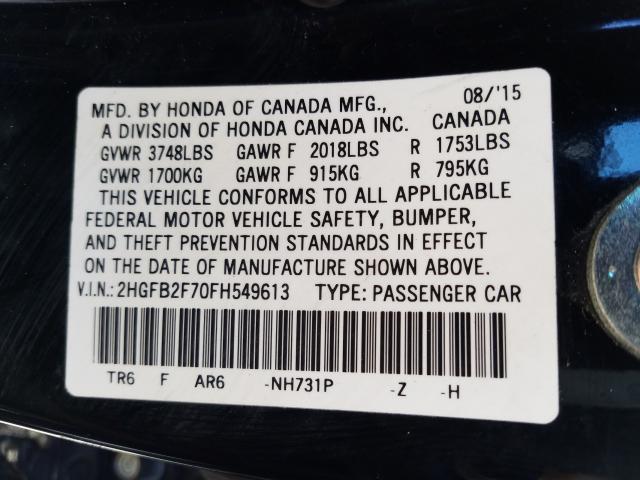 MFD. BY HONDA OF CANADA MFG., 08/'15
A DIVISION OF HONDA CANADA INC. CANADA
GVWR 3748LBS GAWR F 2018LBS R 1753LBS
GVWR 1700KG GAWR F 915KG R 795KG
THIS VEHICLE CONFORMS TO ALL APPLICABLE
FEDERAL MOTOR VEHICLE SAFETY, BUMPER,
AND THEFT PREVENTION STANDARDS IN EFFECT
ON THE DATE OF MANUFACTURE SHOWN ABOVE.
V.I.N.: 2HGFB2F70FH549613 TYPE: PASSENGER CAR
TR6 F AR6 -NH731P -Z -H